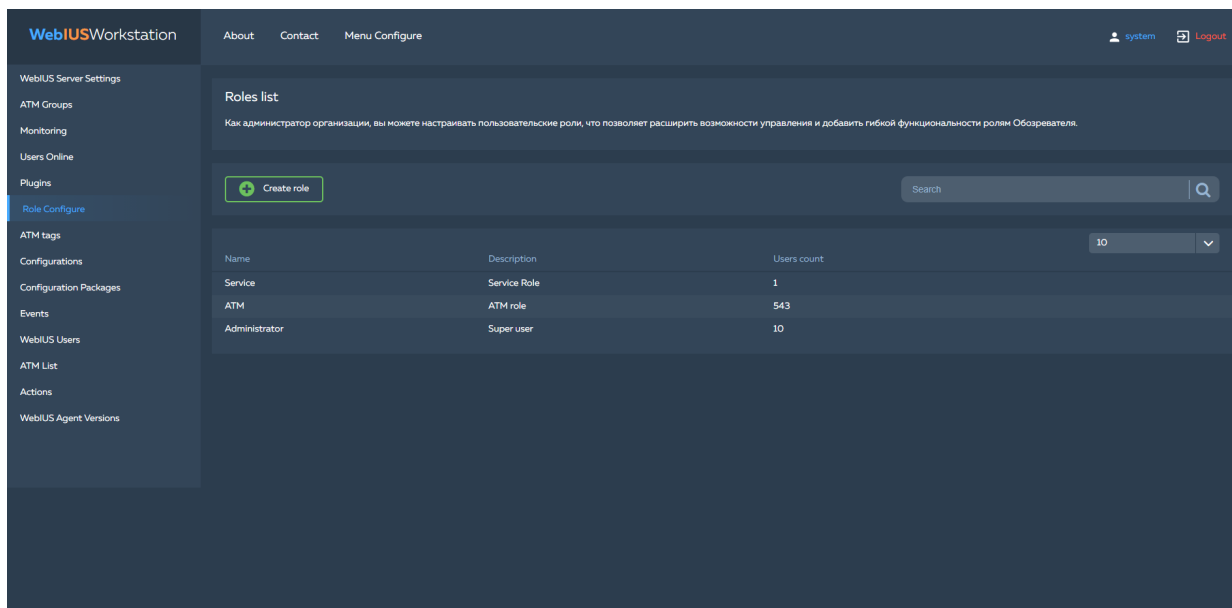 WebIUSWorkstation
About Contact Menu Configure system Logout
WebIUS Server Settings
ATM Groups
Monitoring
Users Online
Plugins
Role Configure
ATM tags
Configurations
Configuration Packages
Events
WebIUS Users
ATM List
Actions
WebIUS Agent Versions
Roles list
Как администратор организации, вы можете настраивать пользовательские роли, что позволяет расширить возможности управления и добавить гибкой функциональности ролям Обозревателя.
Create role Search
10
Name Description Users count
Service Service Role 1
ATM ATM role 543
Administrator Super user 10